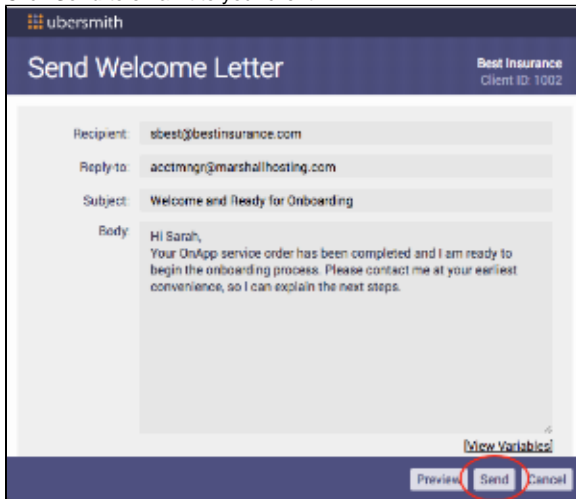 ubersmith
Send Welcome Letter
Best Insurance
Client ID: 1002
Recipient: sbest@bestinsurance.com
Reply-to: acctmngr@marshallhosting.com
Subject: Welcome and Ready for Onboarding
Body: Hi Sarah,
Your OnApp service order has been completed and I am ready to
begin the onboarding process. Please contact me at your earliest
convenience, so I can explain the next steps.
[View Variables]
Preview Send Cancel